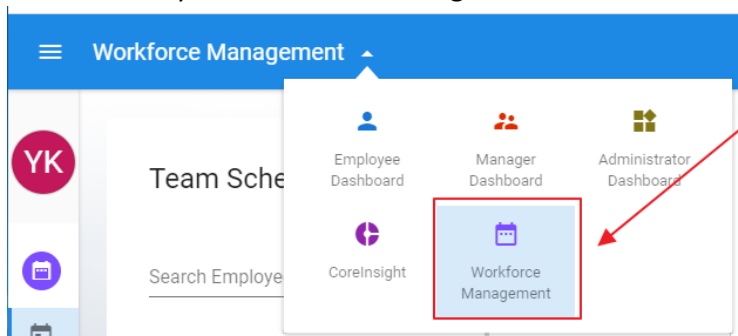 Workforce Management
YK
Team Sche
Employee
Dashboard
Manager
Dashboard
Administrator
Dashboard
Search Employe
CoreInsight
Workforce
Management